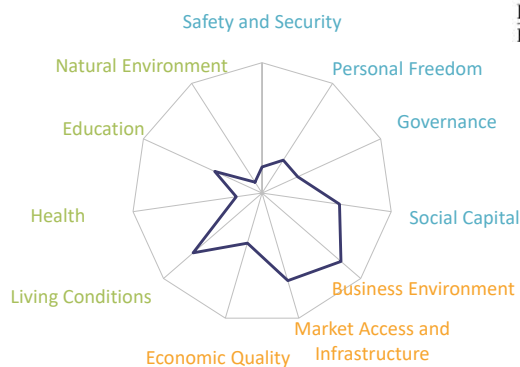 Safety and Security
Natural Environment
Personal Freedom
Education
Governance
Health
Social Capital
Living Conditions
Business Environment
Market Access and
Infrastructure
Economic Quality